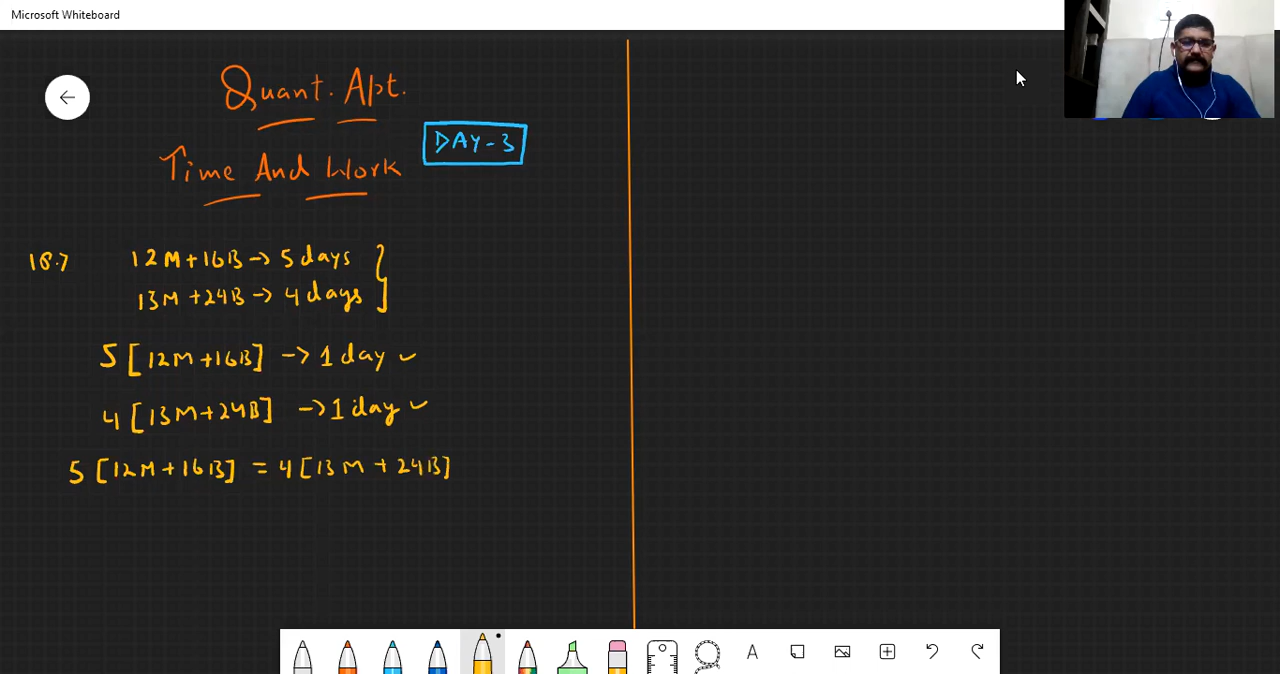 Microsoft Whiteboard
Quant. Apt.
DAY-3
Time And Work
18.7
12M+16B → 5 days
13M+24B → 4 days
5[12M+16B] → 1 day ✓
4[13M+24B] → 1 day ✓
5[12M+16B] = 4[13M+24B]
A